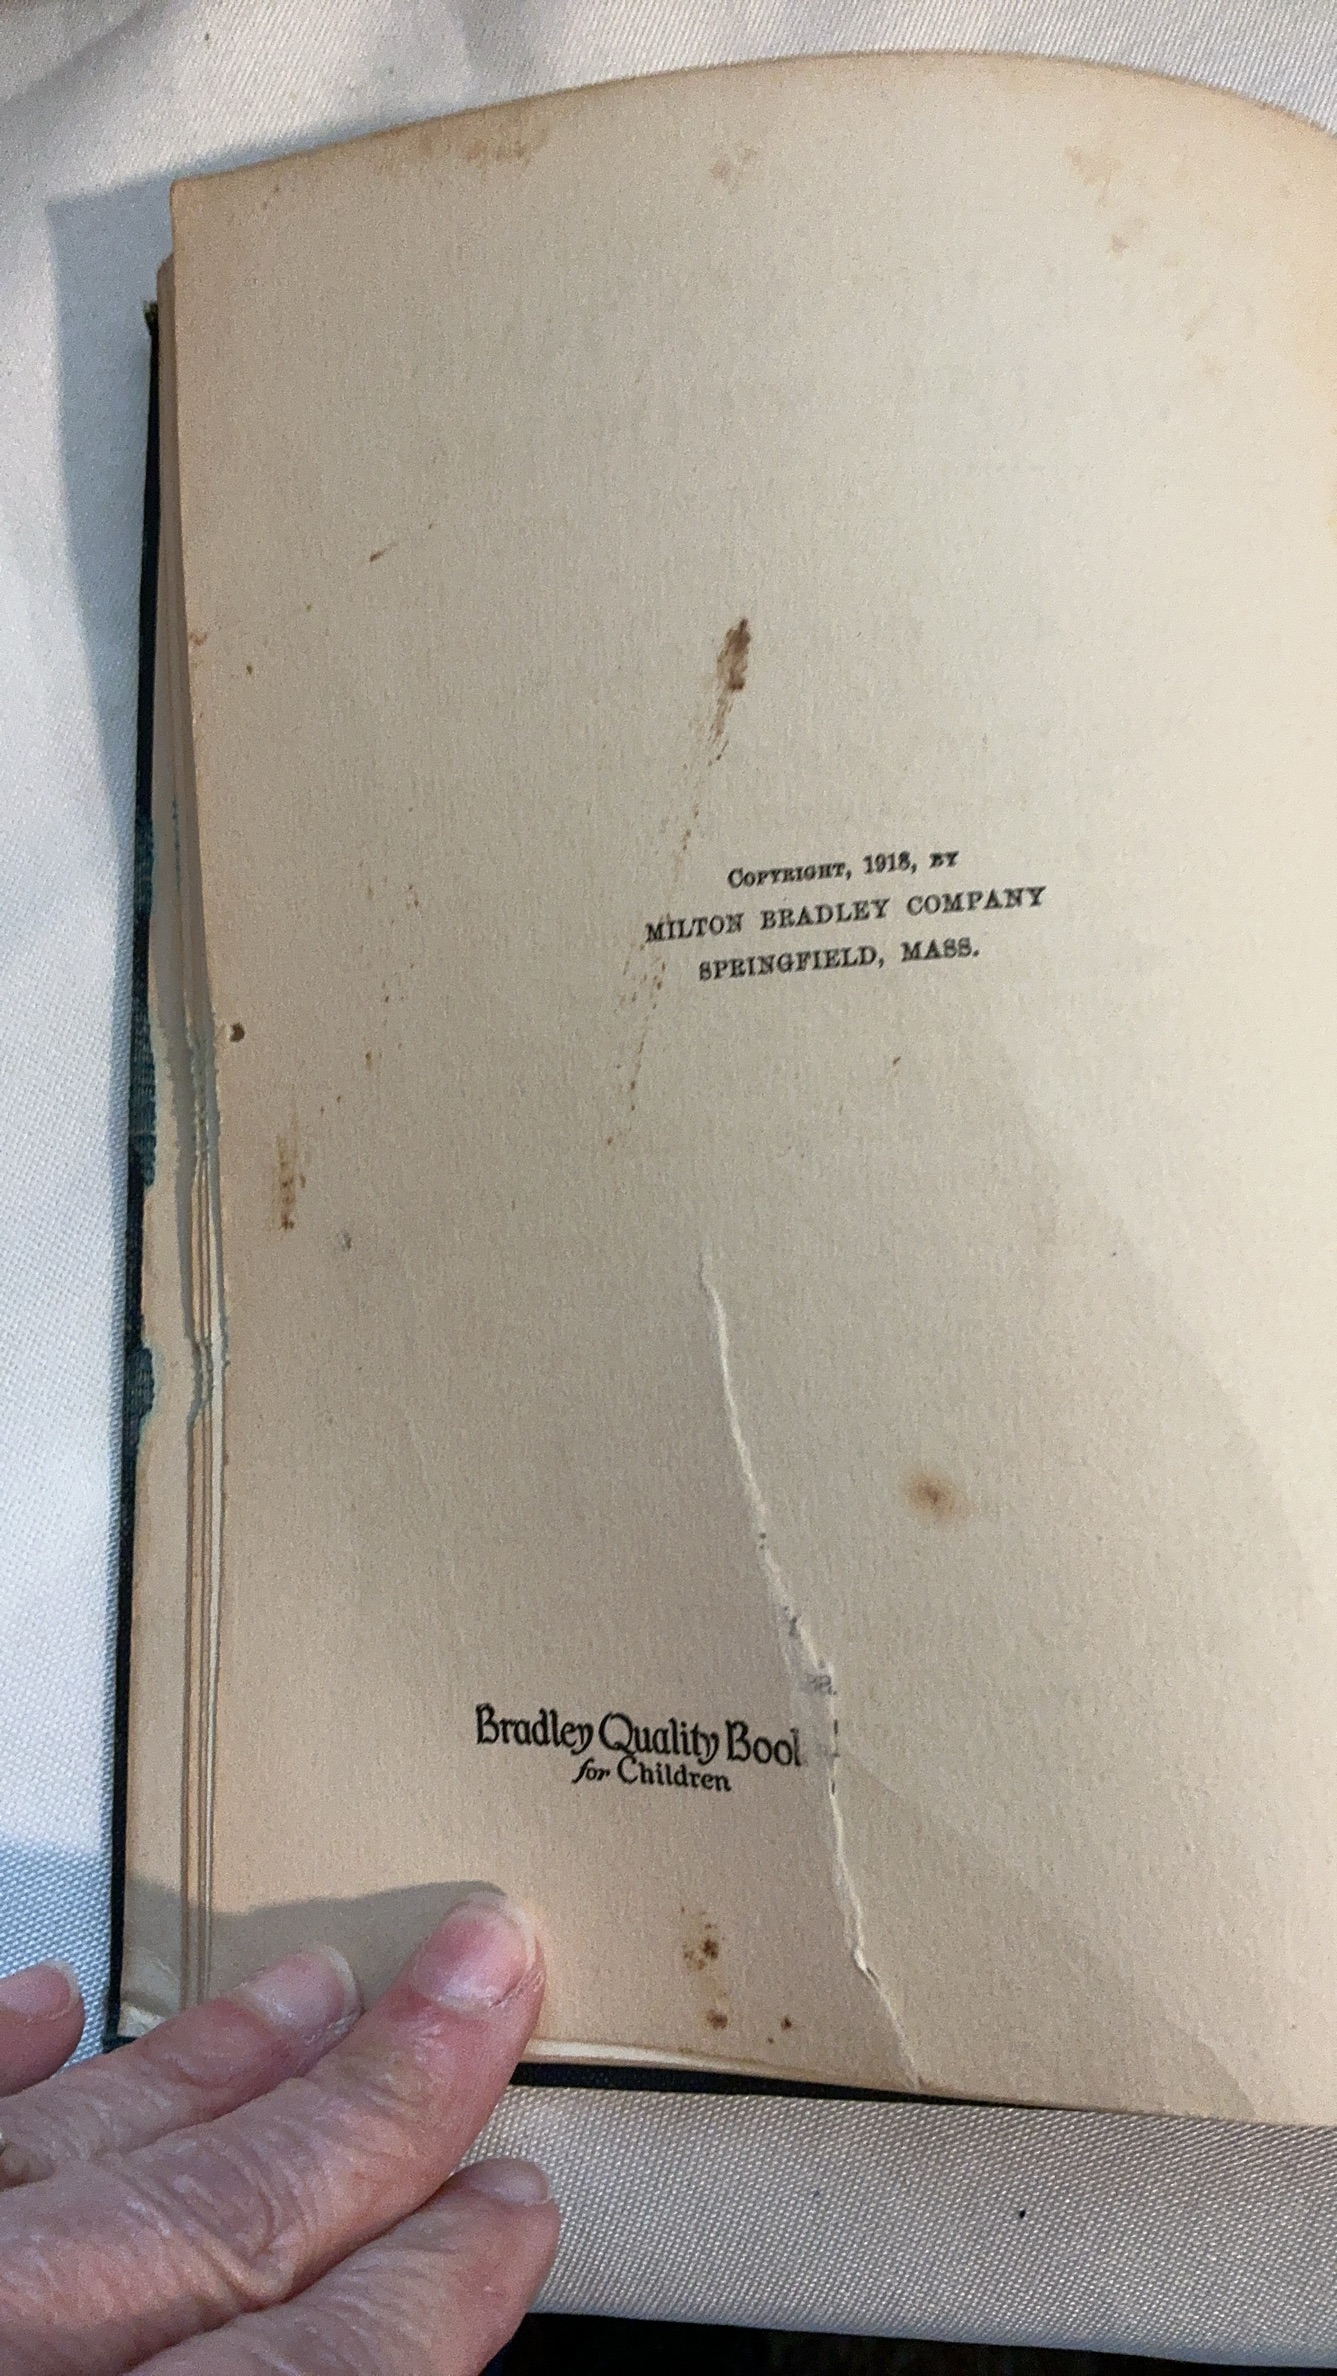 COPYRIGHT, 1918, BY
MILTON BRADLEY COMPANY
SPRINGFIELD, MASS.
Bradley Quality Bool
for Children